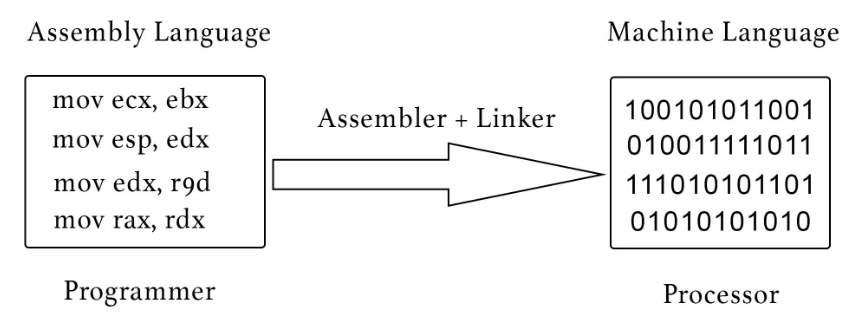 Assembly Language
mov ecx, ebx
mov esp, edx
mov edx, r9d
mov rax, rdx
Programmer
Assembler + Linker
Machine Language
100101011001
010011111011
111010101101
01010101010
Processor